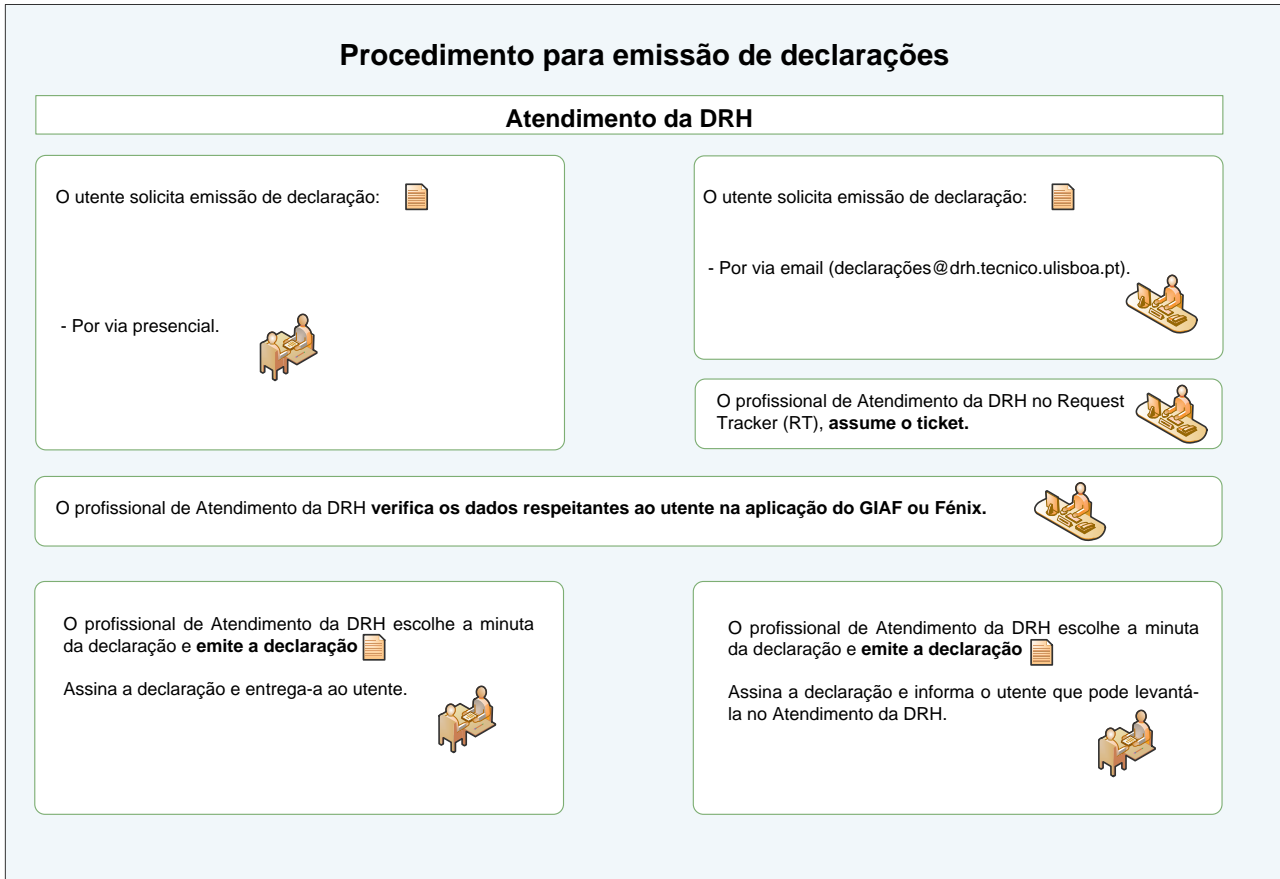 Procedimento para emissão de declarações
Atendimento da DRH
O utente solicita emissão de declaração:
- Por via presencial.
O utente solicita emissão de declaração:
- Por via email (declarações@drh.tecnico.ulisboa.pt).
O profissional de Atendimento da DRH no Request
Tracker (RT), assume o ticket.
O profissional de Atendimento da DRH verifica os dados respeitantes ao utente na aplicação do GIAF ou Fénix.
O profissional de Atendimento da DRH escolhe a minuta
da declaração e emite a declaração
Assina a declaração e entrega-a ao utente.
O profissional de Atendimento da DRH escolhe a minuta
da declaração e emite a declaração
Assina a declaração e informa o utente que pode levantá-
la no Atendimento da DRH.